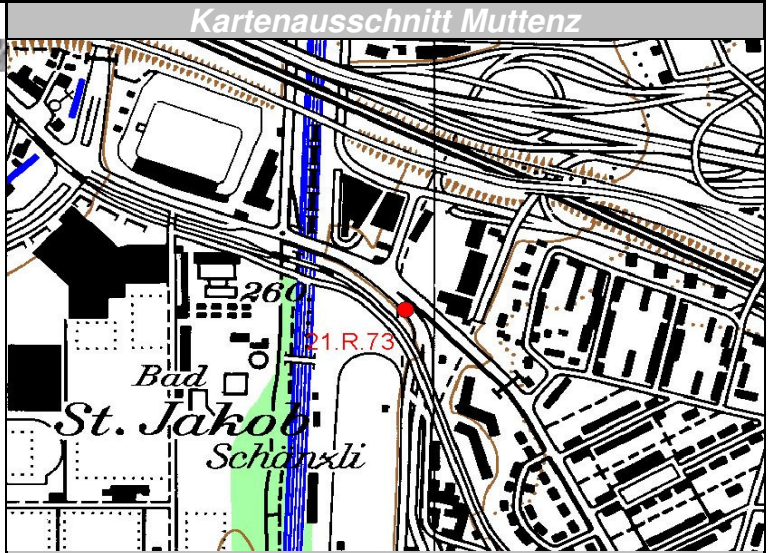 Kartenausschnitt Muttenz
260
21.R.73
Bad
St. Jakob
Schänzli